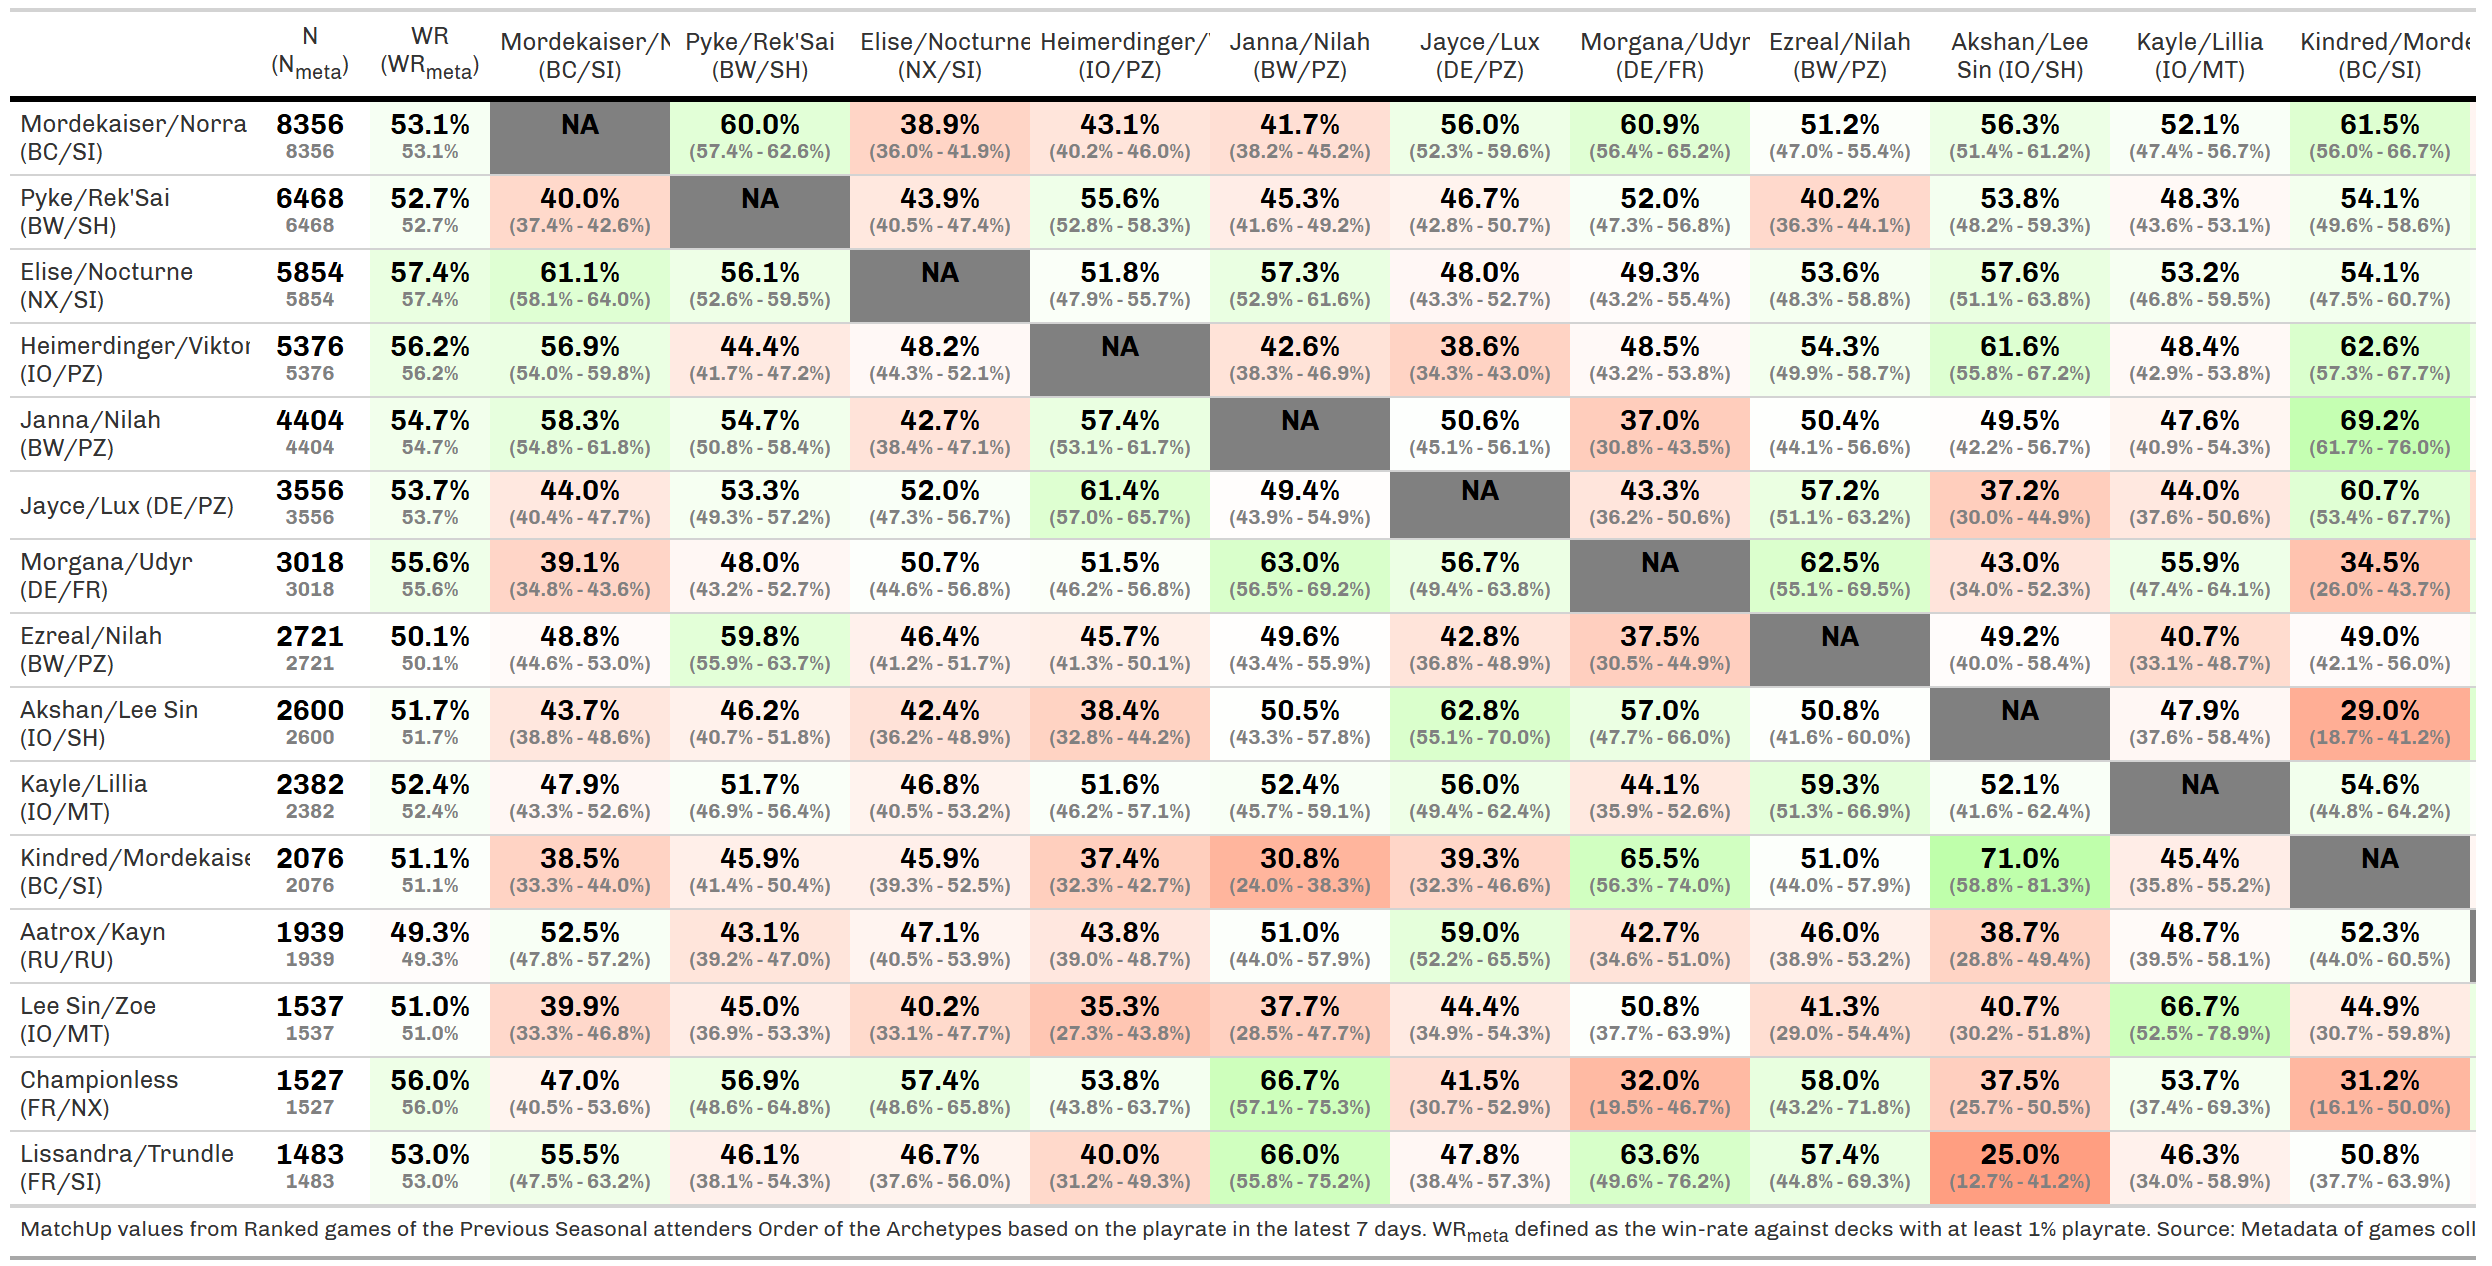 N WR Mordekaiser/N Pyke/Rek'Sai Elise/Nocturne Heimerdinger/ Janna/Nilah Jayce/Lux Morgana/Udyr Ezreal/Nilah Akshan/Lee Kayle/Lillia Kindred/Morde
(Nmeta) (WRmeta) (BC/SI) (BW/SH) (NX/SI) (IO/PZ) (BW/PZ) (DE/PZ) (DE/FR) (BW/PZ) Sin (IO/SH) (IO/MT) (BC/SI)
Mordekaiser/Norra 8356 53.1% NA 60.0% 38.9% 43.1% 41.7% 56.0% 60.9% 51.2% 56.3% 52.1% 61.5%
(BC/SI) 8356 53.1% (57.4% - 62.6%) (36.0% - 41.9%) (40.2% - 46.0%) (38.2% - 45.2%) (52.3% - 59.6%) (56.4% - 65.2%) (47.0% - 55.4%) (51.4% - 61.2%) (47.4% - 56.7%) (56.0% - 66.7%)
Pyke/Rek'Sai 6468 52.7% 40.0% NA 43.9% 55.6% 45.3% 46.7% 52.0% 40.2% 53.8% 48.3% 54.1%
(BW/SH) 6468 52.7% (37.4% - 42.6%) (40.5% - 47.4%) (52.8% - 58.3%) (41.6% - 49.2%) (42.8% - 50.7%) (47.3% - 56.8%) (36.3% - 44.1%) (48.2% - 59.3%) (43.6% - 53.1%) (49.6% - 58.6%)
Elise/Nocturne 5854 57.4% 61.1% 56.1% NA 51.8% 57.3% 48.0% 49.3% 53.6% 57.6% 53.2% 54.1%
(NX/SI) 5854 57.4% (58.1% - 64.0%) (52.6% - 59.5%) (47.9% - 55.7%) (52.9% - 61.6%) (43.3% - 52.7%) (43.2% - 55.4%) (48.3% - 58.8%) (51.1% - 63.8%) (46.8% - 59.5%) (47.5% - 60.7%)
Heimerdinger/Viktor 5376 56.2% 56.9% 44.4% 48.2% NA 42.6% 38.6% 48.5% 54.3% 61.6% 48.4% 62.6%
(IO/PZ) 5376 56.2% (54.0% - 59.8%) (41.7% - 47.2%) (44.3% - 52.1%) (38.3% - 46.9%) (34.3% - 43.0%) (43.2% - 53.8%) (49.9% - 58.7%) (55.8% - 67.2%) (42.9% - 53.8%) (57.3% - 67.7%)
Janna/Nilah 4404 54.7% 58.3% 54.7% 42.7% 57.4% NA 50.6% 37.0% 50.4% 49.5% 47.6% 69.2%
(BW/PZ) 4404 54.7% (54.8% - 61.8%) (50.8% - 58.4%) (38.4% - 47.1%) (53.1% - 61.7%) (45.1% - 56.1%) (30.8% - 43.5%) (44.1% - 56.6%) (42.2% - 56.7%) (40.9% - 54.3%) (61.7% - 76.0%)
Jayce/Lux (DE/PZ) 3556 53.7% 44.0% 53.3% 52.0% 61.4% 49.4% NA 43.3% 57.2% 37.2% 44.0% 60.7%
3556 53.7% (40.4% - 47.7%) (49.3% - 57.2%) (47.3% - 56.7%) (57.0% - 65.7%) (43.9% - 54.9%) (36.2% - 50.6%) (51.1% - 63.2%) (30.0% - 44.9%) (37.6% - 50.6%) (53.4% - 67.7%)
Morgana/Udyr 3018 55.6% 39.1% 48.0% 50.7% 51.5% 63.0% 56.7% NA 62.5% 43.0% 55.9% 34.5%
(DE/FR) 3018 55.6% (34.8% - 43.6%) (43.2% - 52.7%) (44.6% - 56.8%) (46.2% - 56.8%) (56.5% - 69.2%) (49.4% - 63.8%) (55.1% - 69.5%) (34.0% - 52.3%) (47.4% - 64.1%) (26.0% - 43.7%)
Ezreal/Nilah 2721 50.1% 48.8% 59.8% 46.4% 45.7% 49.6% 42.8% 37.5% NA 49.2% 40.7% 49.0%
(BW/PZ) 2721 50.1% (44.6% - 53.0%) (55.9% - 63.7%) (41.2% - 51.7%) (41.3% - 50.1%) (43.4% - 55.9%) (36.8% - 48.9%) (30.5% - 44.9%) (40.0% - 58.4%) (33.1% - 48.7%) (42.1% - 56.0%)
Akshan/Lee Sin 2600 51.7% 43.7% 46.2% 42.4% 38.4% 50.5% 62.8% 57.0% 50.8% NA 47.9% 29.0%
(IO/SH) 2600 51.7% (38.8% - 48.6%) (40.7% - 51.8%) (36.2% - 48.9%) (32.8% - 44.2%) (43.3% - 57.8%) (55.1% - 70.0%) (47.7% - 66.0%) (41.6% - 60.0%) (37.6% - 58.4%) (18.7% - 41.2%)
Kayle/Lillia 2382 52.4% 47.9% 51.7% 46.8% 51.6% 52.4% 56.0% 44.1% 59.3% 52.1% NA 54.6%
(IO/MT) 2382 52.4% (43.3% - 52.6%) (46.9% - 56.4%) (40.5% - 53.2%) (46.2% - 57.1%) (45.7% - 59.1%) (49.4% - 62.4%) (35.9% - 52.6%) (51.3% - 66.9%) (41.6% - 62.4%) (44.8% - 64.2%)
Kindred/Mordekaise 2076 51.1% 38.5% 45.9% 45.9% 37.4% 30.8% 39.3% 65.5% 51.0% 71.0% 45.4% NA
(BC/SI) 2076 51.1% (33.3% - 44.0%) (41.4% - 50.4%) (39.3% - 52.5%) (32.3% - 42.7%) (24.0% - 38.3%) (32.3% - 46.6%) (56.3% - 74.0%) (44.0% - 57.9%) (58.8% - 81.3%) (35.8% - 55.2%)
Aatrox/Kayn 1939 49.3% 52.5% 43.1% 47.1% 43.8% 51.0% 59.0% 42.7% 46.0% 38.7% 48.7% 52.3%
(RU/RU) 1939 49.3% (47.8% - 57.2%) (39.2% - 47.0%) (40.5% - 53.9%) (39.0% - 48.7%) (44.0% - 57.9%) (52.2% - 65.5%) (34.6% - 51.0%) (38.9% - 53.2%) (28.8% - 49.4%) (39.5% - 58.1%) (44.0% - 60.5%)
Lee Sin/Zoe 1537 51.0% 39.9% 45.0% 40.2% 35.3% 37.7% 44.4% 50.8% 41.3% 40.7% 66.7% 44.9%
(IO/MT) 1537 51.0% (33.3% - 46.8%) (36.9% - 53.3%) (33.1% - 47.7%) (27.3% - 43.8%) (28.5% - 47.7%) (34.9% - 54.3%) (37.7% - 63.9%) (29.0% - 54.4%) (30.2% - 51.8%) (52.5% - 78.9%) (30.7% - 59.8%)
Championless 1527 56.0% 47.0% 56.9% 57.4% 53.8% 66.7% 41.5% 32.0% 58.0% 37.5% 53.7% 31.2%
(FR/NX) 1527 56.0% (40.5% - 53.6%) (48.6% - 64.8%) (48.6% - 65.8%) (43.8% - 63.7%) (57.1% - 75.3%) (30.7% - 52.9%) (19.5% - 46.7%) (43.2% - 71.8%) (25.7% - 50.5%) (37.4% - 69.3%) (16.1% - 50.0%)
Lissandra/Trundle 1483 53.0% 55.5% 46.1% 46.7% 40.0% 66.0% 47.8% 63.6% 57.4% 25.0% 46.3% 50.8%
(FR/SI) 1483 53.0% (47.5% - 63.2%) (38.1% - 54.3%) (37.6% - 56.0%) (31.2% - 49.3%) (55.8% - 75.2%) (38.4% - 57.3%) (49.6% - 76.2%) (44.8% - 69.3%) (12.7% - 41.2%) (34.0% - 58.9%) (37.7% - 63.9%)
MatchUp values from Ranked games of the Previous Seasonal attenders Order of the Archetypes based on the playrate in the latest 7 days. WRmeta defined as the win-rate against decks with at least 1% playrate. Source: Metadata of games coll